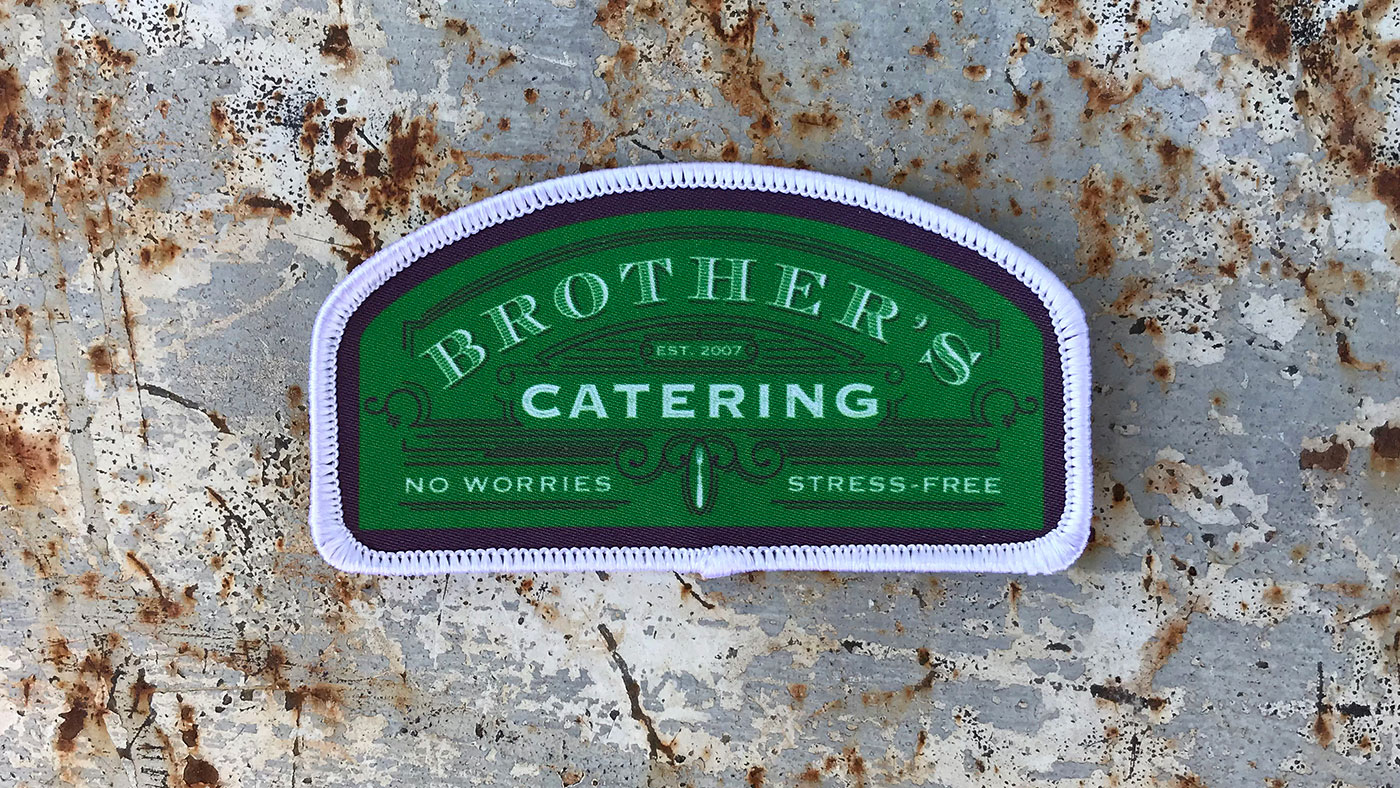 BROTHER'S
EST. 2007
CATERING
NO WORRIES STRESS-FREE